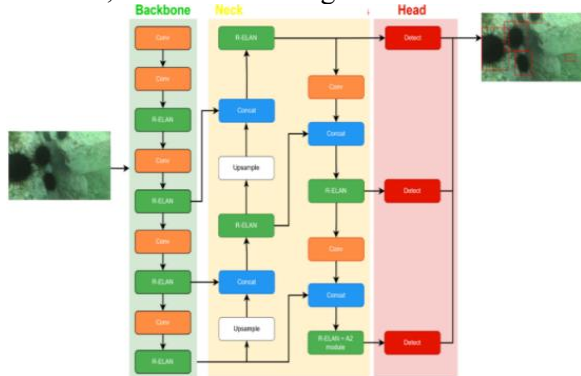 Backbone
Conv
Conv
R-ELAN
Conv
R-ELAN
Conv
R-ELAN
Conv
R-ELAN
Neck
R-ELAN
Concat
Upsample
R-ELAN
Concat
Upsample
Conv
Concat
R-ELAN
Conv
Concat
R-ELAN + A2
module
Head
Detect
Detect
Detect